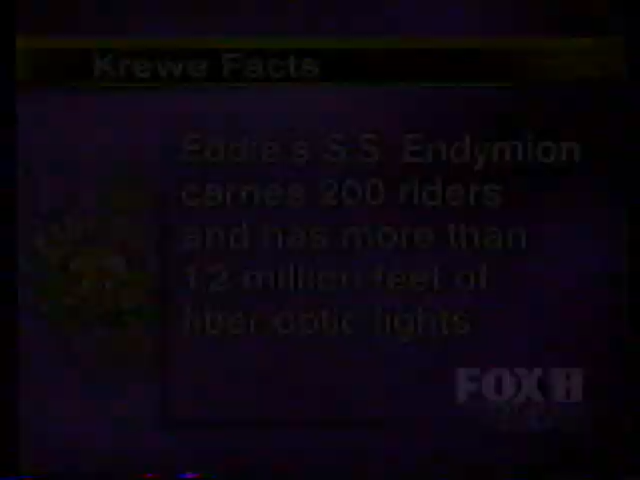 Krewe Facts
Eddie's S.S. Endymion
carries 200 riders
and has more than
1.2 million feet of
fiber optic lights
FOX 8